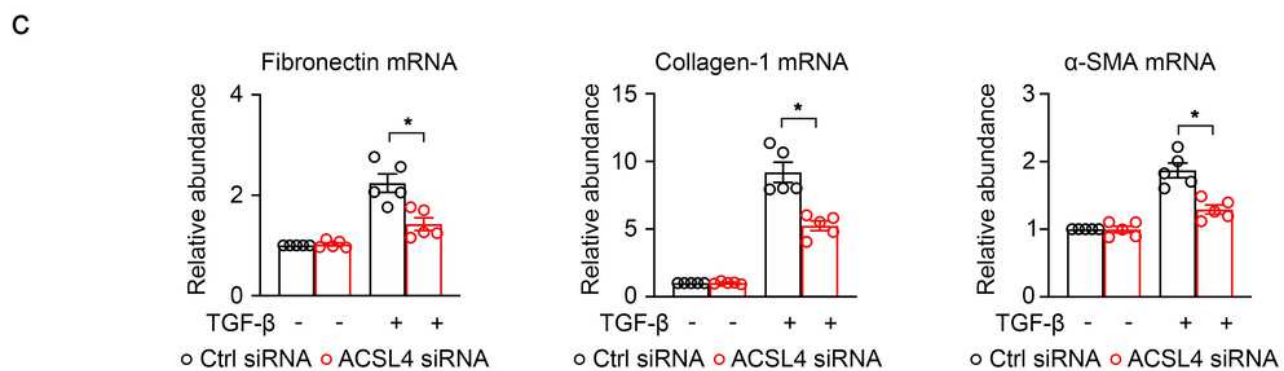 c
Fibronectin mRNA
Relative abundance
4
2
0
*
TGF-β - - + +
Ctrl siRNA ACSL4 siRNA
Collagen-1 mRNA
Relative abundance
15
10
5
0
*
TGF-β - - + +
Ctrl siRNA ACSL4 siRNA
α-SMA mRNA
Relative abundance
3
2
1
0
*
TGF-β - - + +
Ctrl siRNA ACSL4 siRNA